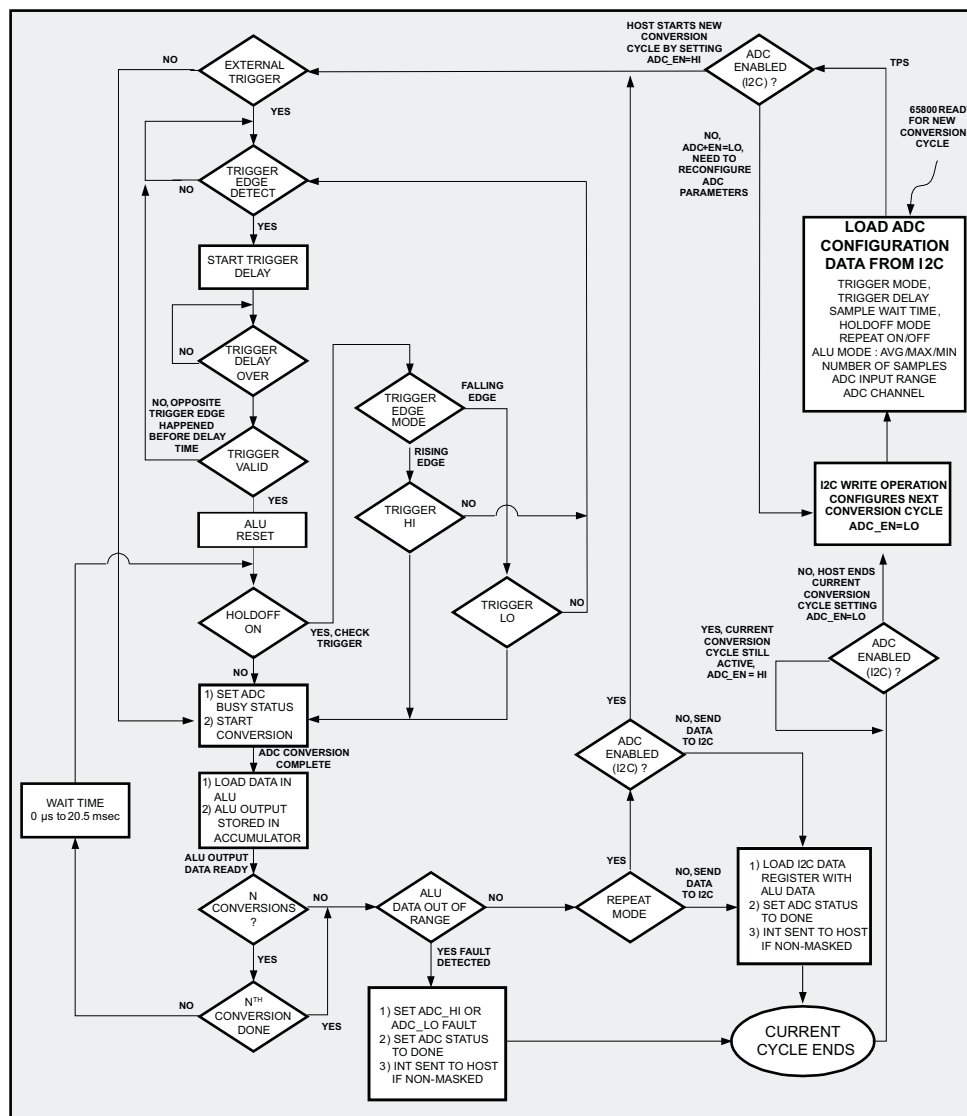 HOST STARTS NEW
CONVERSION
CYCLE BY SETTING
ADC_EN=HI
ADC
ENABLED
(I2C) ?
TPS
NO
EXTERNAL
TRIGGER
YES
65800 READY
FOR NEW
CONVERSION
CYCLE
NO,
ADC+EN=LO,
NEED TO
RECONFIGURE
ADC
PARAMETERS
TRIGGER
EDGE
DETECT
NO
YES
START TRIGGER
DELAY
LOAD ADC
CONFIGURATION
DATA FROM I2C
TRIGGER MODE,
TRIGGER DELAY
SAMPLE WAIT TIME,
HOLDOFF MODE
REPEAT ON/OFF
ALU MODE : AVG/MAX/MIN
NUMBER OF SAMPLES
ADC INPUT RANGE
ADC CHANNEL
TRIGGER
DELAY
OVER
NO
NO, OPPOSITE
TRIGGER EDGE
HAPPENED
BEFORE DELAY
TIME
TRIGGER
EDGE
MODE
FALLING
EDGE
RISING
EDGE
TRIGGER
VALID
YES
TRIGGER
HI
NO
I2C WRITE OPERATION
CONFIGURES NEXT
CONVERSION CYCLE
ADC_EN=LO
ALU
RESET
NO, HOST ENDS
CURRENT
CONVERSION
CYCLE SETTING
ADC_EN=LO
HOLDOFF
ON
YES, CHECK
TRIGGER
TRIGGER
LO
NO
YES, CURRENT
CONVERSION
CYCLE STILL
ACTIVE,
ADC_EN = HI
ADC
ENABLED
(I2C) ?
NO
1) SET ADC
BUSY STATUS
2) START
CONVERSION
YES
NO, SEND
DATA
TO I2C
ADC
ENABLED
(I2C) ?
ADC CONVERSION
COMPLETE
WAIT TIME
0 µs to 20.5 msec
1) LOAD DATA IN
ALU
2) ALU OUTPUT
STORED IN
ACCUMULATOR
ALU OUTPUT
DATA READY
YES
NO, SEND
DATA
TO I2C
N
CONVERSIONS
?
NO
ALU
DATA OUT OF
RANGE
NO
REPEAT
MODE
1) LOAD I2C DATA
REGISTER WITH
ALU DATA
2) SET ADC STATUS
TO DONE
3) INT SENT TO HOST
IF NON-MASKED
YES
YES FAULT
DETECTED
NO
NTH
CONVERSION
DONE
YES
1) SET ADC_HI OR
ADC_LO FAULT
2) SET ADC STATUS
TO DONE
3) INT SENT TO HOST
IF NON-MASKED
CURRENT
CYCLE ENDS